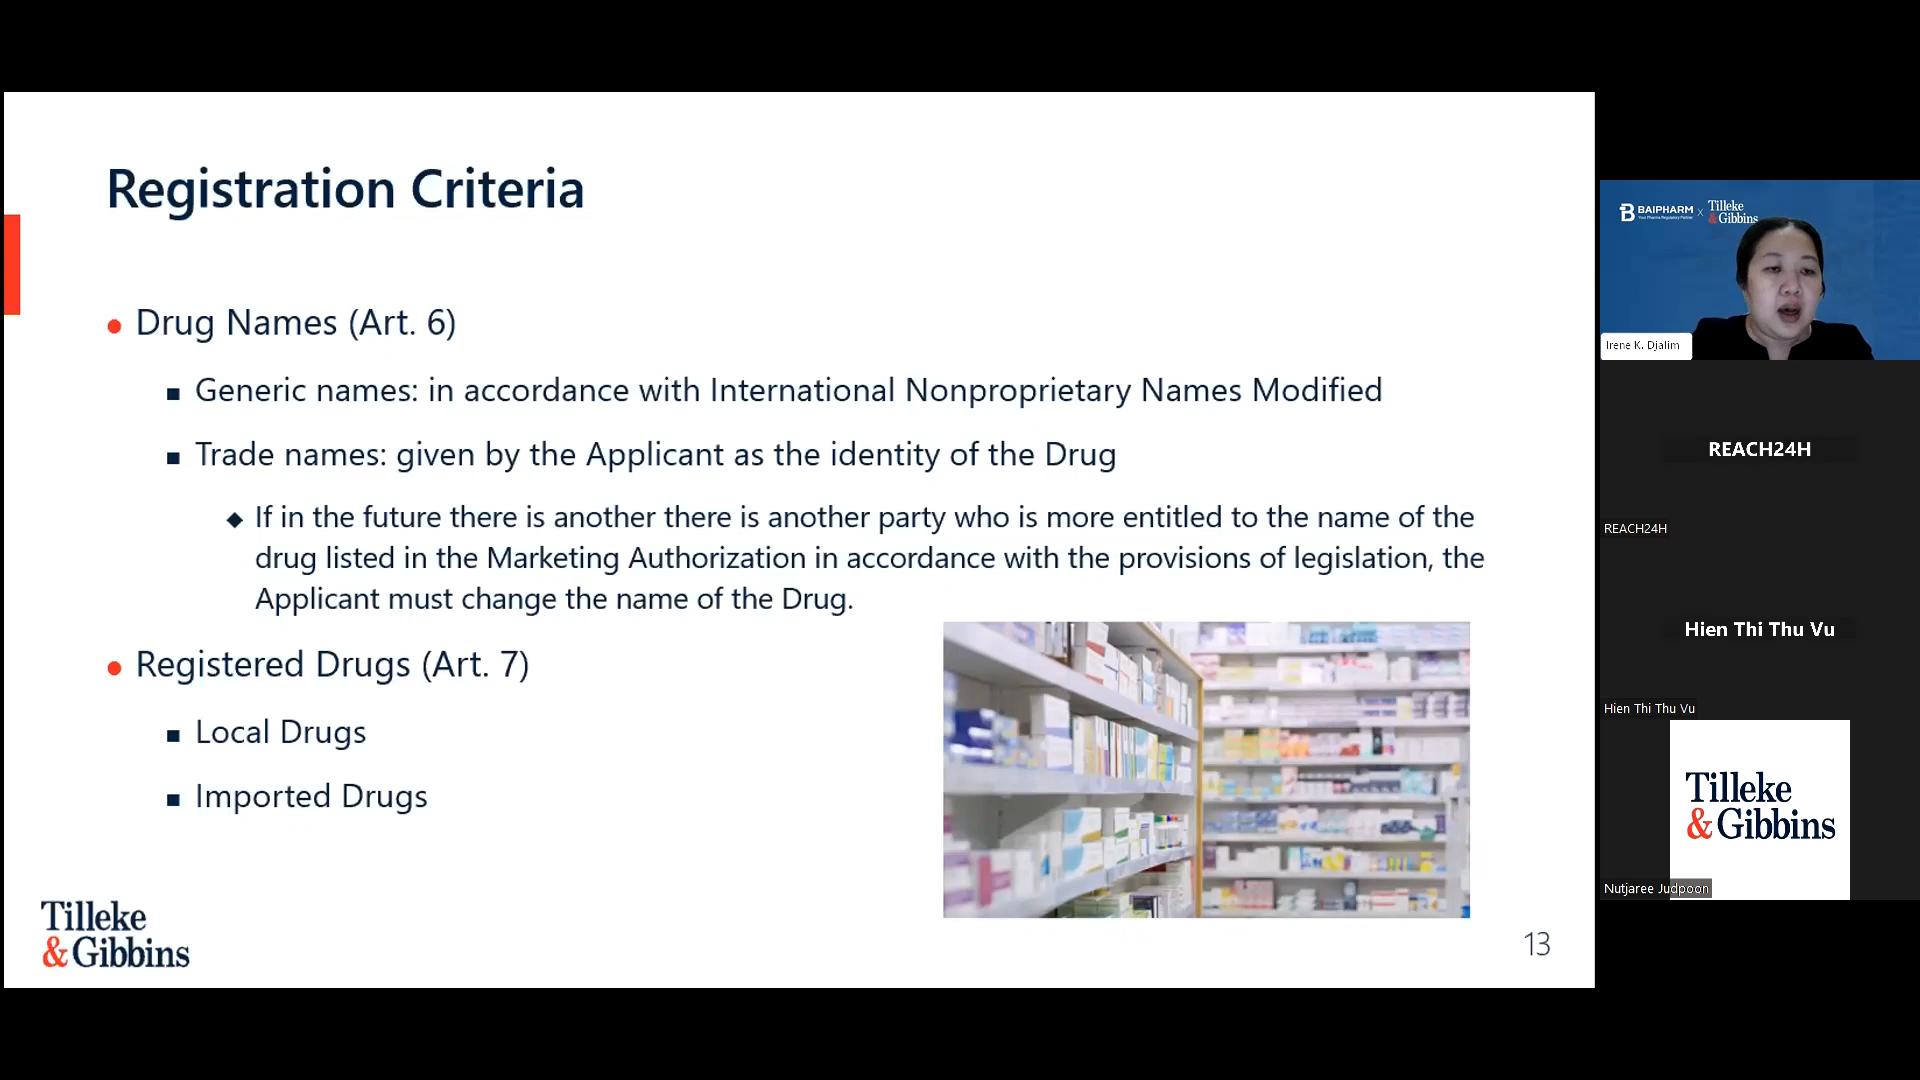 Registration Criteria
Drug Names (Art. 6)
Generic names: in accordance with International Nonproprietary Names Modified
Trade names: given by the Applicant as the identity of the Drug
If in the future there is another there is another party who is more entitled to the name of the
drug listed in the Marketing Authorization in accordance with the provisions of legislation, the
Applicant must change the name of the Drug.
Registered Drugs (Art. 7)
Local Drugs
Imported Drugs
Tilleke
&Gibbins
13
BAIPHARM x Tilleke
&Gibbins
Your Pharma Regulatory Partner
Irene K. Djalim
REACH24H
REACH24H
Hien Thi Thu Vu
Hien Thi Thu Vu
Tilleke
&Gibbins
Nutjaree Judpoon